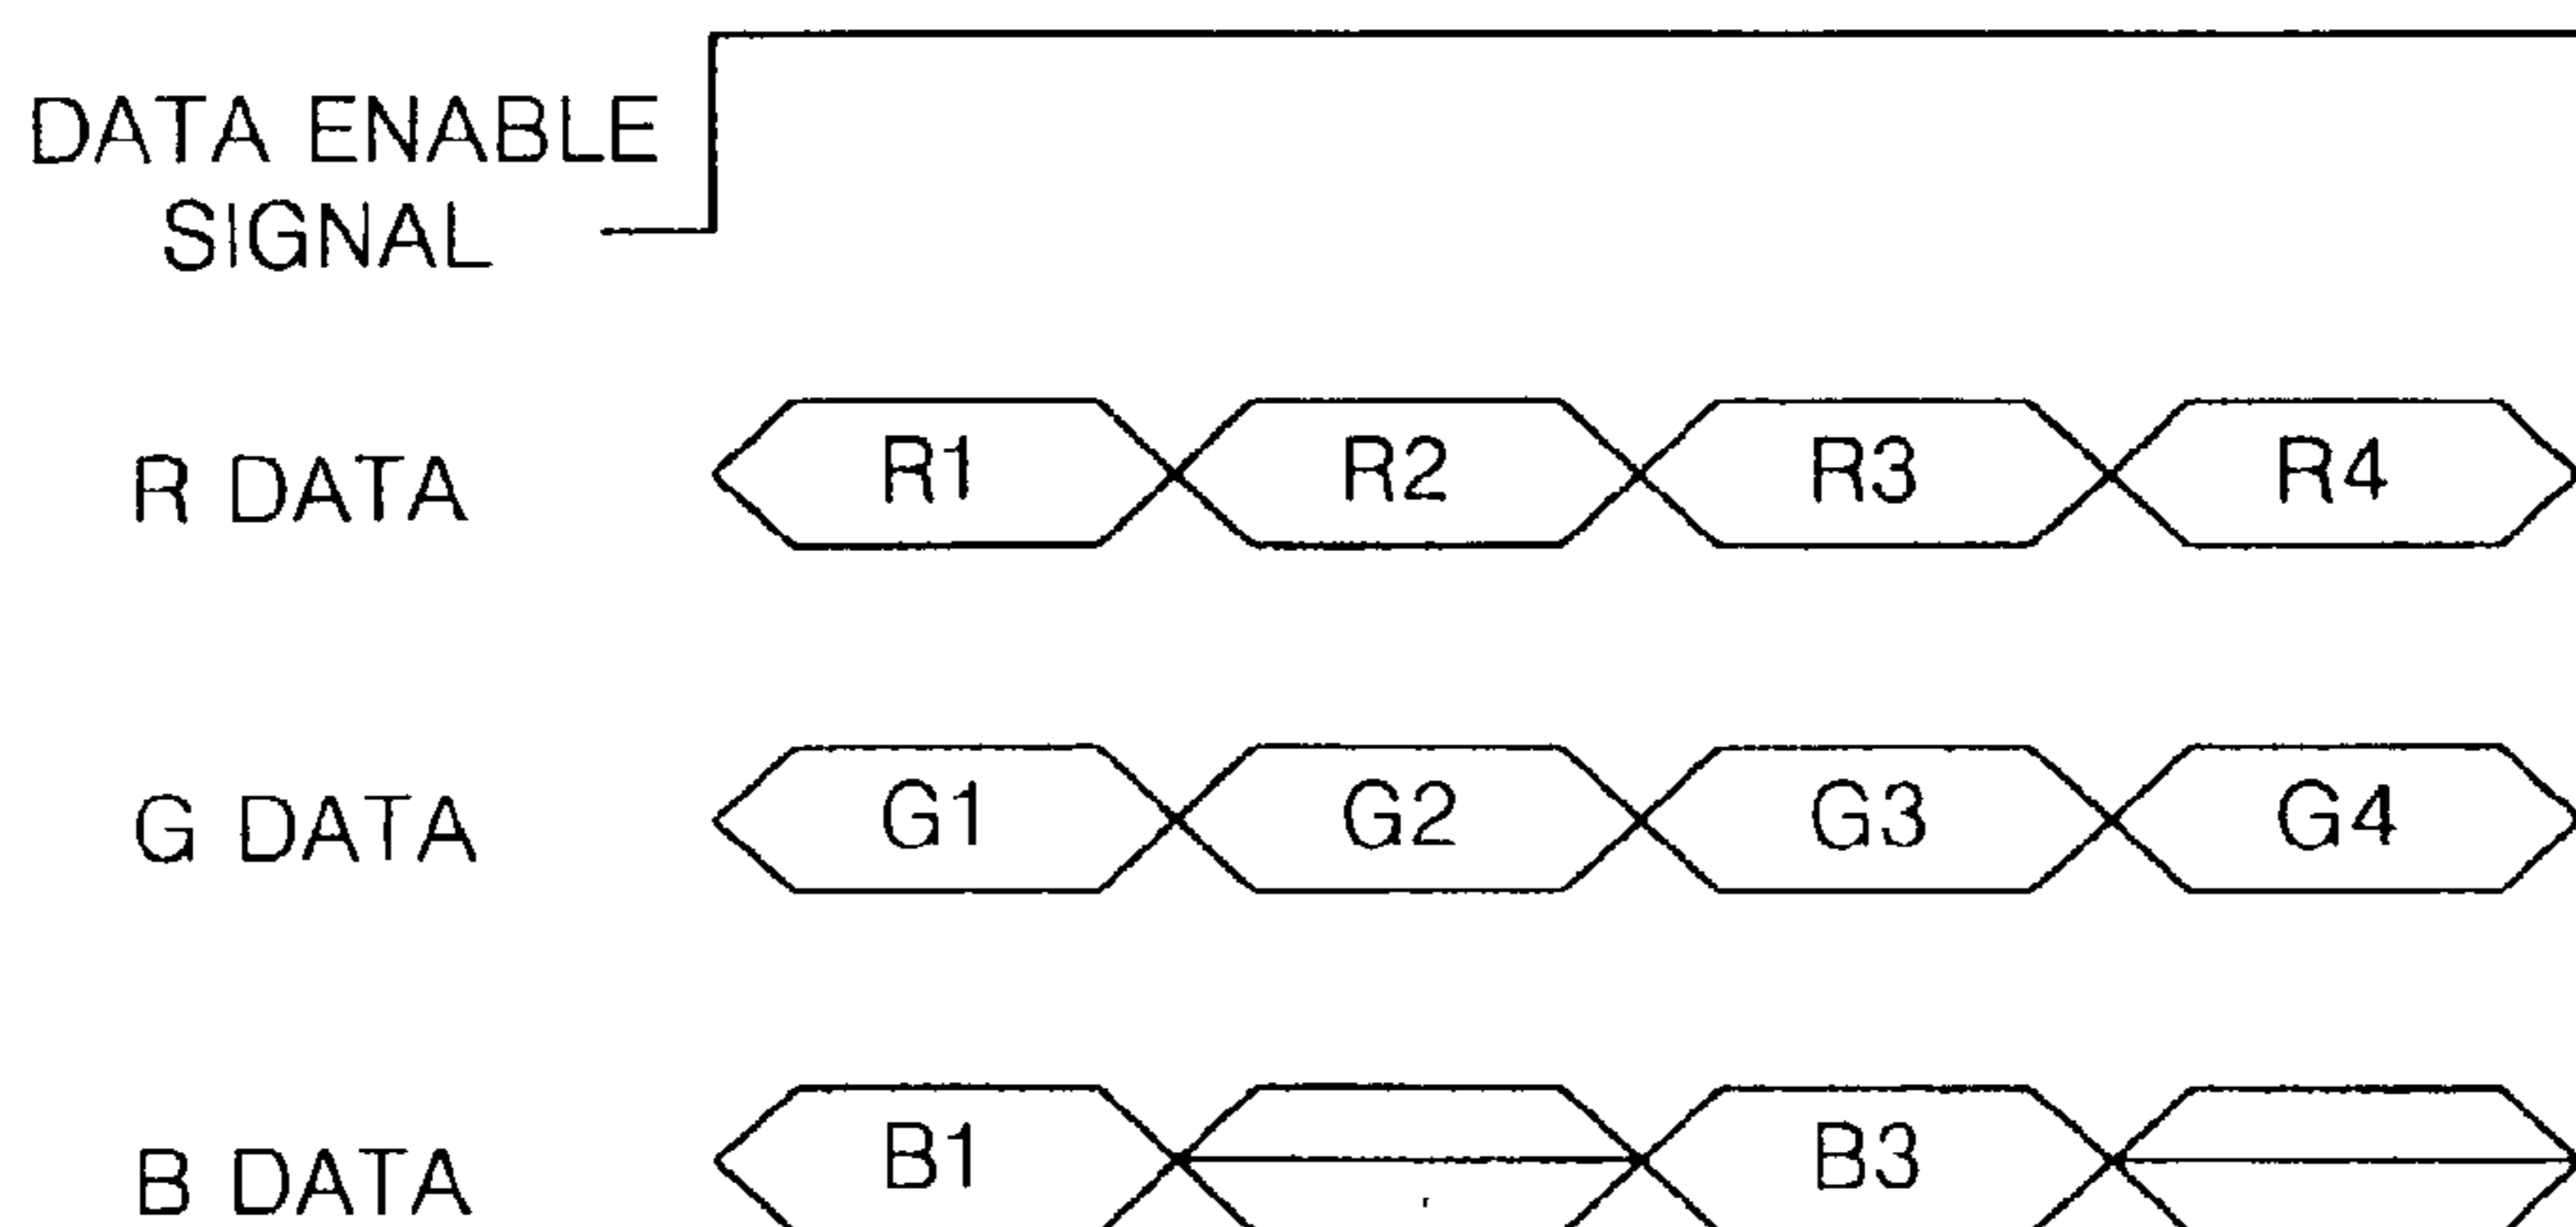 DATA ENABLE
SIGNAL
R DATA R1 R2 R3 R4
G DATA G1 G2 G3 G4
B DATA B1 B3